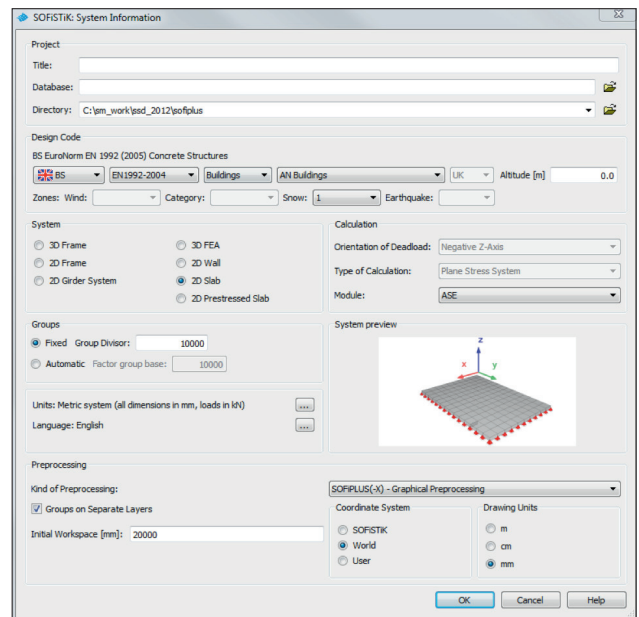 SOFiSTiK: System Information
Project
Title:
Database:
Directory: C:\sm_work\ssd_2012\sofiplus
Design Code
BS EuroNorm EN 1992 (2005) Concrete Structures
BS EN1992-2004 Buildings AN Buildings UK Altitude [m] 0.0
Zones: Wind: Category: Snow: 1 Earthquake:
System
3D Frame 3D FEA
2D Frame 2D Wall
2D Girder System 2D Slab
2D Prestressed Slab
Calculation
Orientation of Deadload: Negative Z-Axis
Type of Calculation: Plane Stress System
Module: ASE
Groups
Fixed Group Divisor: 10000
Automatic Factor group base: 10000
System preview
z
x y
Units: Metric system (all dimensions in mm, loads in kN) ...
Language: English ...
Preprocessing
Kind of Preprocessing: SOFiPLUS(-X) - Graphical Preprocessing
Groups on Separate Layers
Initial Workspace [mm]: 20000
Coordinate System
SOFiSTiK
World
User
Drawing Units
m
cm
mm
OK Cancel Help